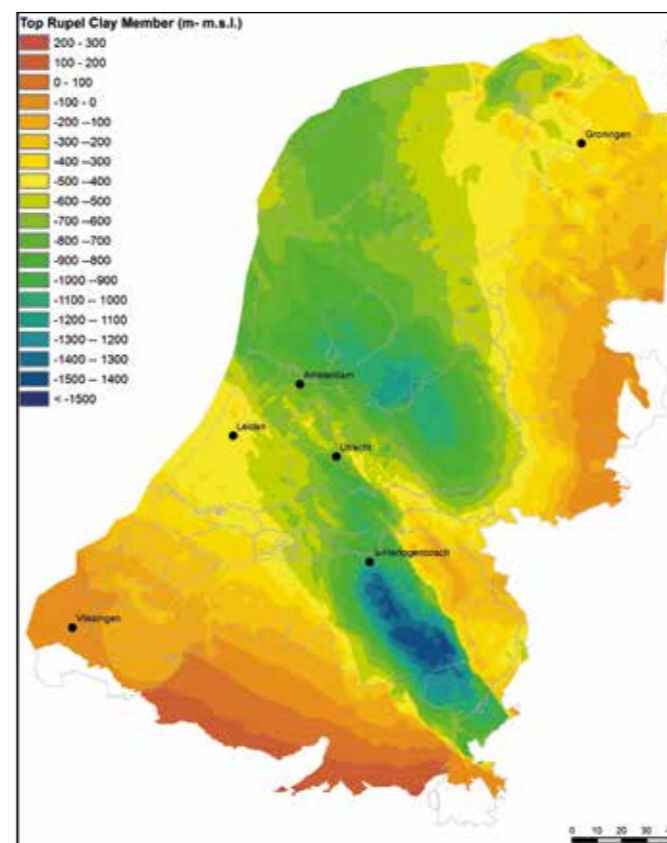 Top Rupel Clay Member (m- m.s.l.)
200 - 300
100 - 200
0 - 100
-100 - 0
-200 --100
-300 --200
-400 --300
-500 --400
-600 --500
-700 --600
-800 --700
-900 --800
-1000 --900
-1100 -- 1000
-1200 -- 1100
-1300 -- 1200
-1400 -- 1300
-1500 -- 1400
< -1500
Groningen
Amsterdam
Leiden
Utrecht
's-Hertogenbosch
Vlissingen
0 10 20 30